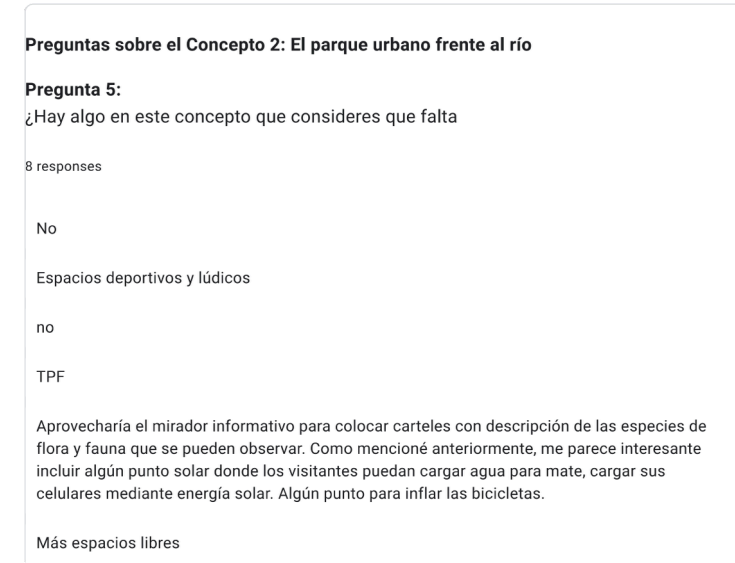 Preguntas sobre el Concepto 2: El parque urbano frente al río
Pregunta 5:
¿Hay algo en este concepto que consideres que falta
8 responses
No
Espacios deportivos y lúdicos
no
TPF
Aprovecharía el mirador informativo para colocar carteles con descripción de las especies de
flora y fauna que se pueden observar. Como mencioné anteriormente, me parece interesante
incluir algún punto solar donde los visitantes puedan cargar agua para mate, cargar sus
celulares mediante energía solar. Algún punto para inflar las bicicletas.
Más espacios libres